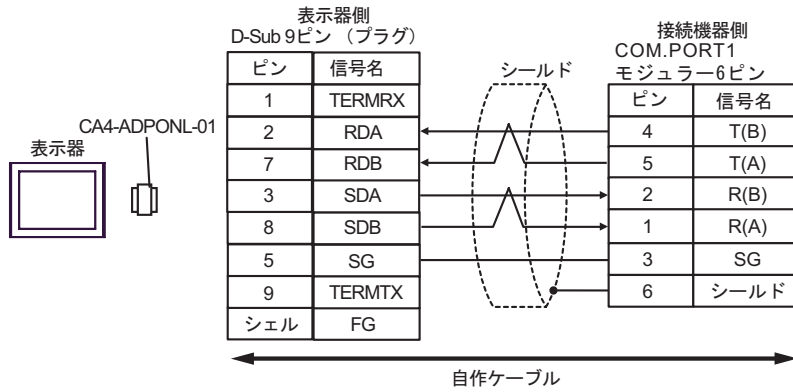 表示器側
D-Sub 9ピン （プラグ）
接続機器側
COM.PORT1
モジュラー6ピン
シールド
CA4-ADPONL-01
表示器
ピン 信号名
1 TERMRX
2 RDA
7 RDB
3 SDA
8 SDB
5 SG
9 TERMTX
シェル FG
ピン 信号名
4 T(B)
5 T(A)
2 R(B)
1 R(A)
3 SG
6 シールド
自作ケーブル